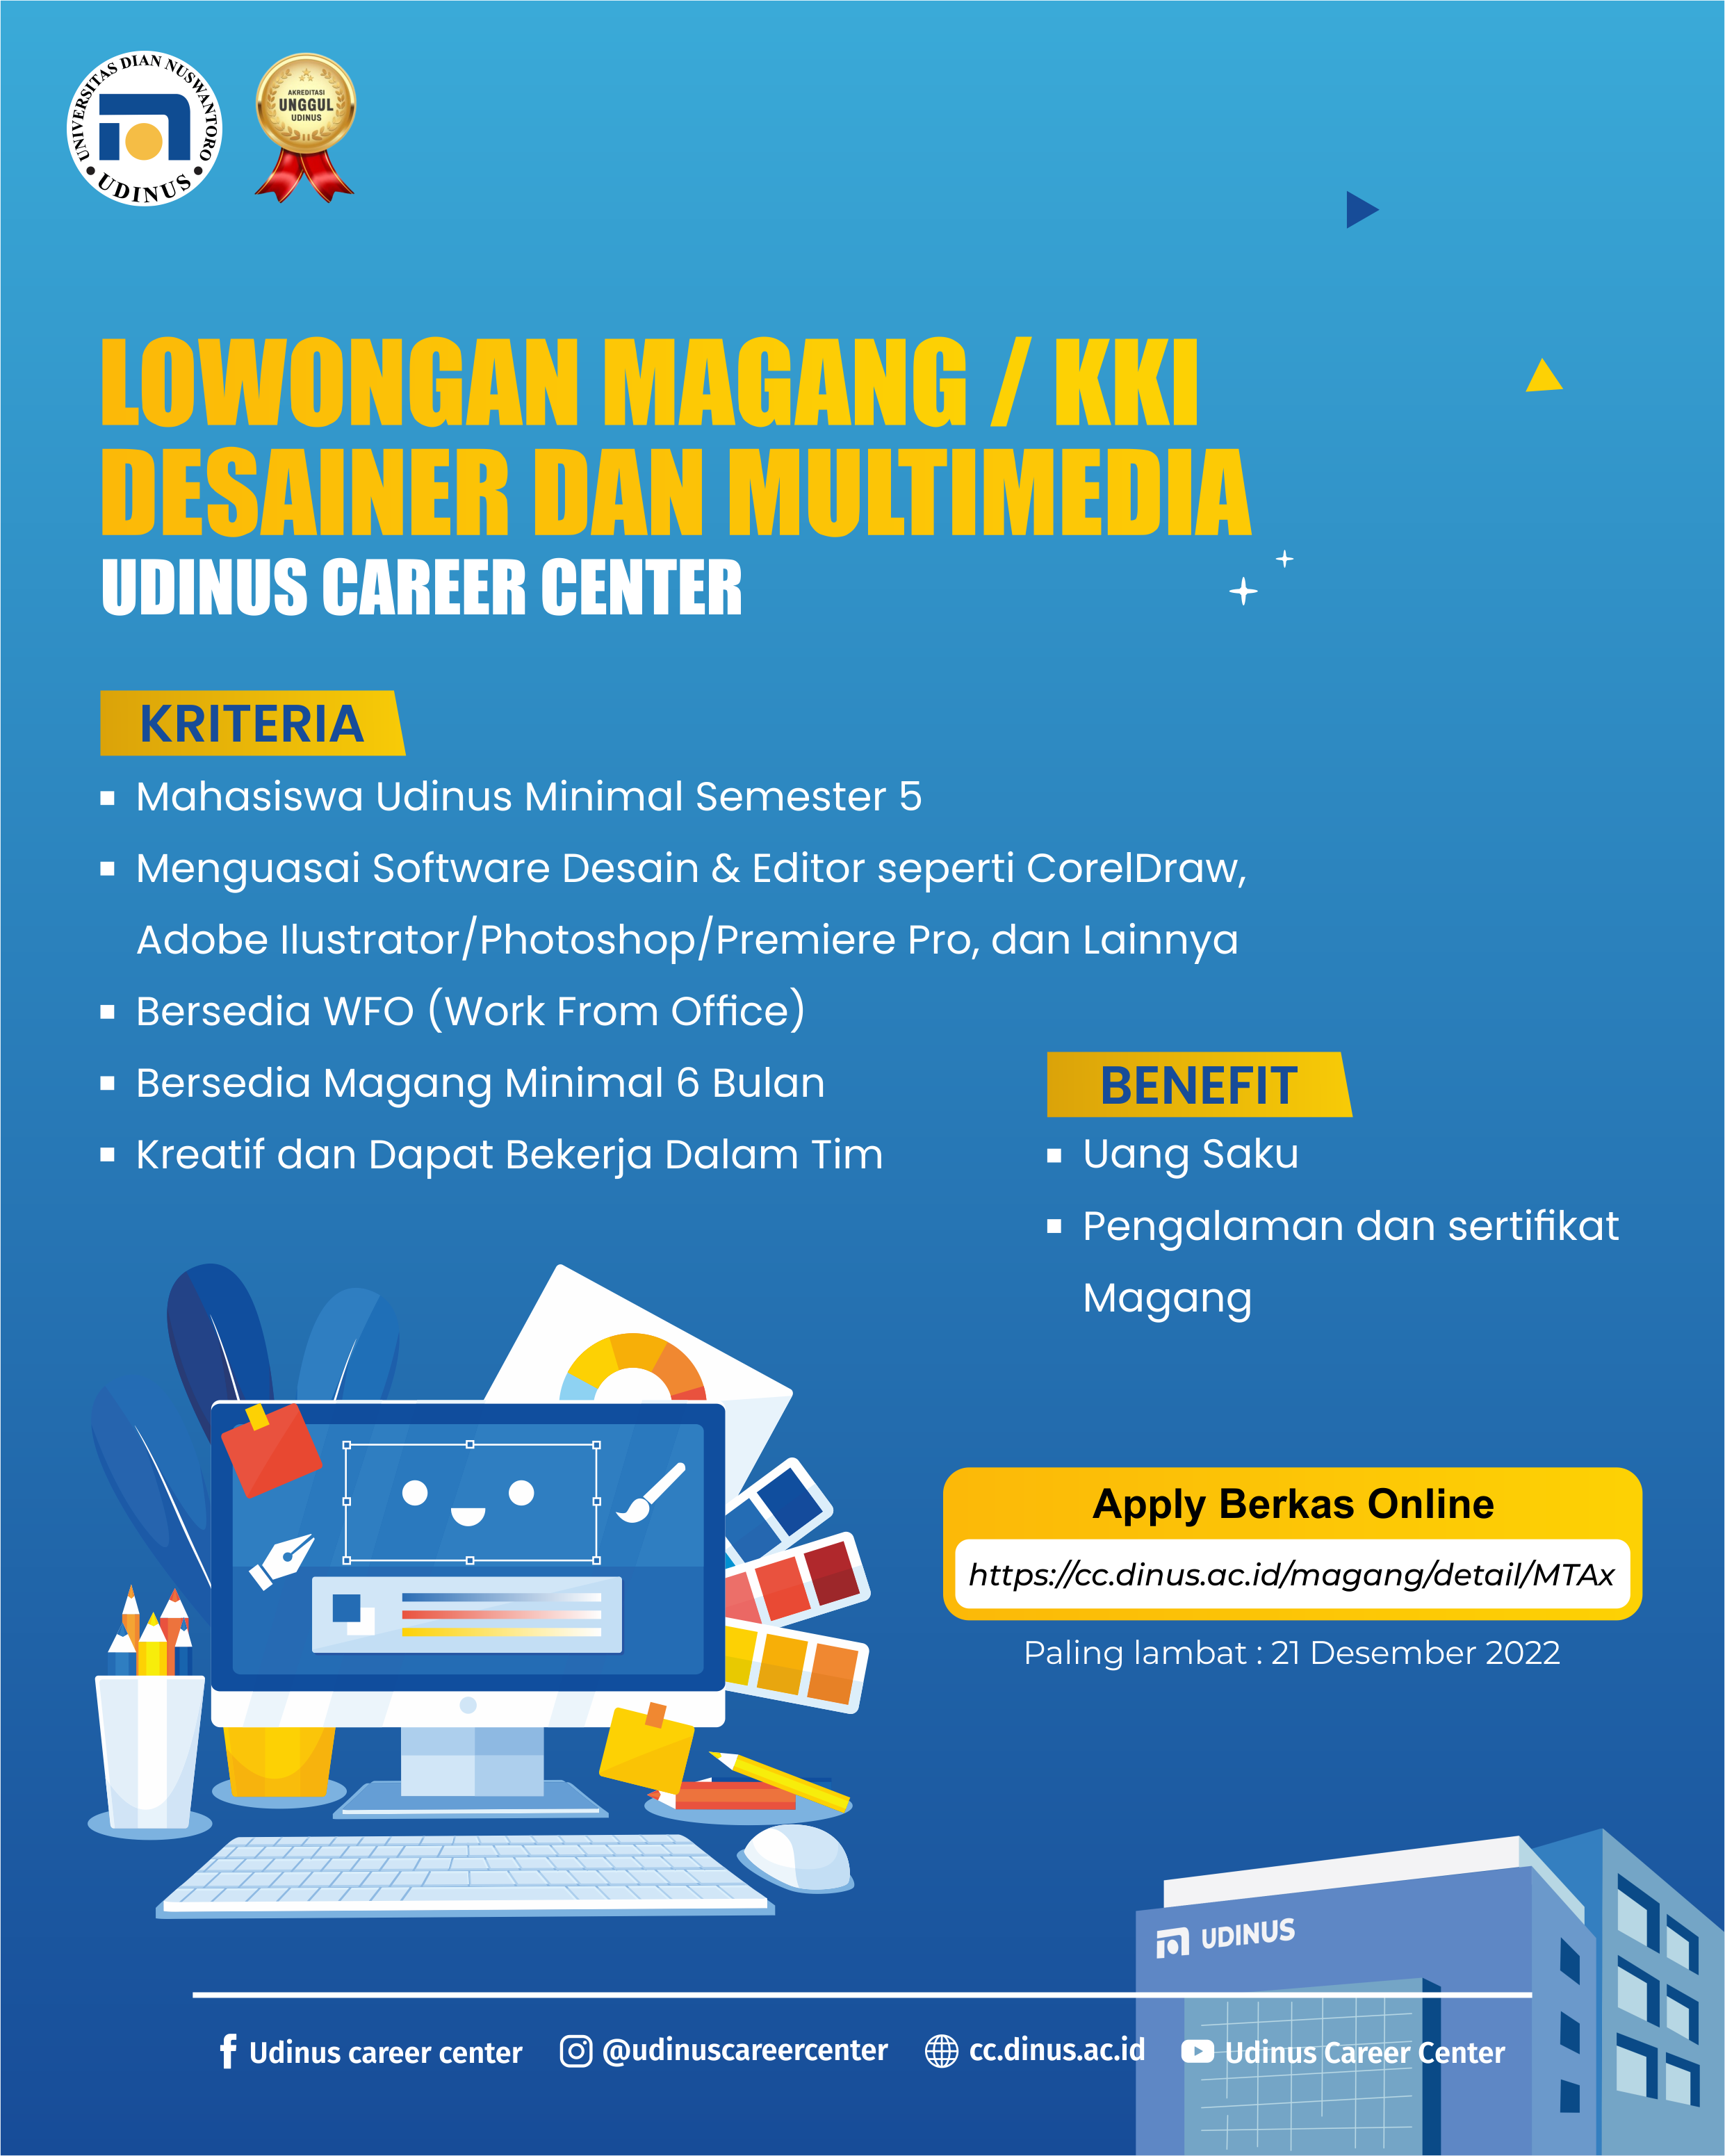 UNIVERSITAS DIAN NUSWANTORO
UDINUS
AKREDITASI
UNGGUL
UDINUS
LOWONGAN MAGANG / KKI
DESAINER DAN MULTIMEDIA
UDINUS CAREER CENTER
KRITERIA
Mahasiswa Udinus Minimal Semester 5
Menguasai Software Desain & Editor seperti CorelDraw,
Adobe Ilustrator/Photoshop/Premiere Pro, dan Lainnya
Bersedia WFO (Work From Office)
Bersedia Magang Minimal 6 Bulan
Kreatif dan Dapat Bekerja Dalam Tim
BENEFIT
Uang Saku
Pengalaman dan sertifikat
Magang
Apply Berkas Online
https://cc.dinus.ac.id/magang/detail/MTAx
Paling lambat : 21 Desember 2022
UDINUS
Udinus career center @udinuscareercenter cc.dinus.ac.id Udinus Career Center